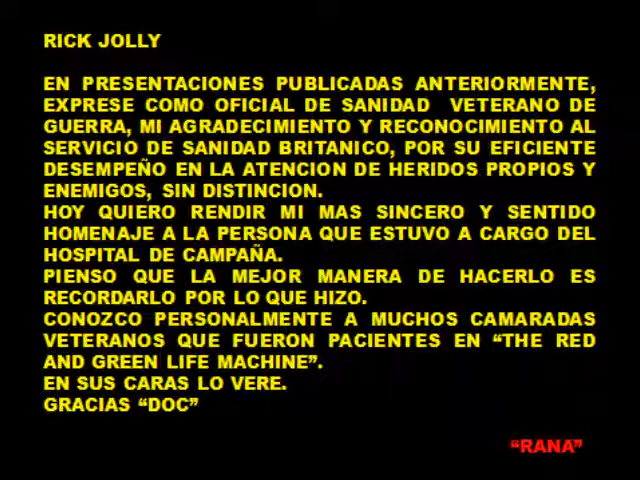 RICK JOLLY
EN PRESENTACIONES PUBLICADAS ANTERIORMENTE,
EXPRESE COMO OFICIAL DE SANIDAD VETERANO DE
GUERRA, MI AGRADECIMIENTO Y RECONOCIMIENTO AL
SERVICIO DE SANIDAD BRITANICO, POR SU EFICIENTE
DESEMPEÑO EN LA ATENCION DE HERIDOS PROPIOS Y
ENEMIGOS, SIN DISTINCION.
HOY QUIERO RENDIR MI MAS SINCERO Y SENTIDO
HOMENAJE A LA PERSONA QUE ESTUVO A CARGO DEL
HOSPITAL DE CAMPAÑA.
PIENSO QUE LA MEJOR MANERA DE HACERLO ES
RECORDARLO POR LO QUE HIZO.
CONOZCO PERSONALMENTE A MUCHOS CAMARADAS
VETERANOS QUE FUERON PACIENTES EN “THE RED
AND GREEN LIFE MACHINE”.
EN SUS CARAS LO VERE.
GRACIAS “DOC”
“RANA”